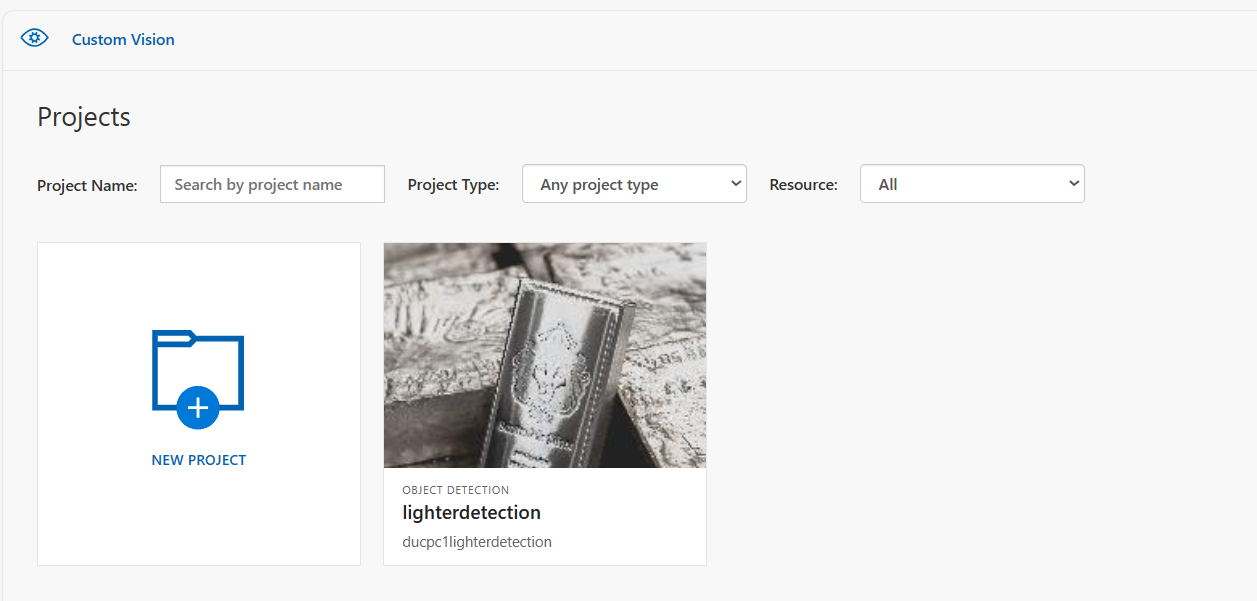 Custom Vision
Projects
Project Name: Search by project name Project Type: Any project type Resource: All
NEW PROJECT
OBJECT DETECTION
lighterdetection
ducpc1lighterdetection